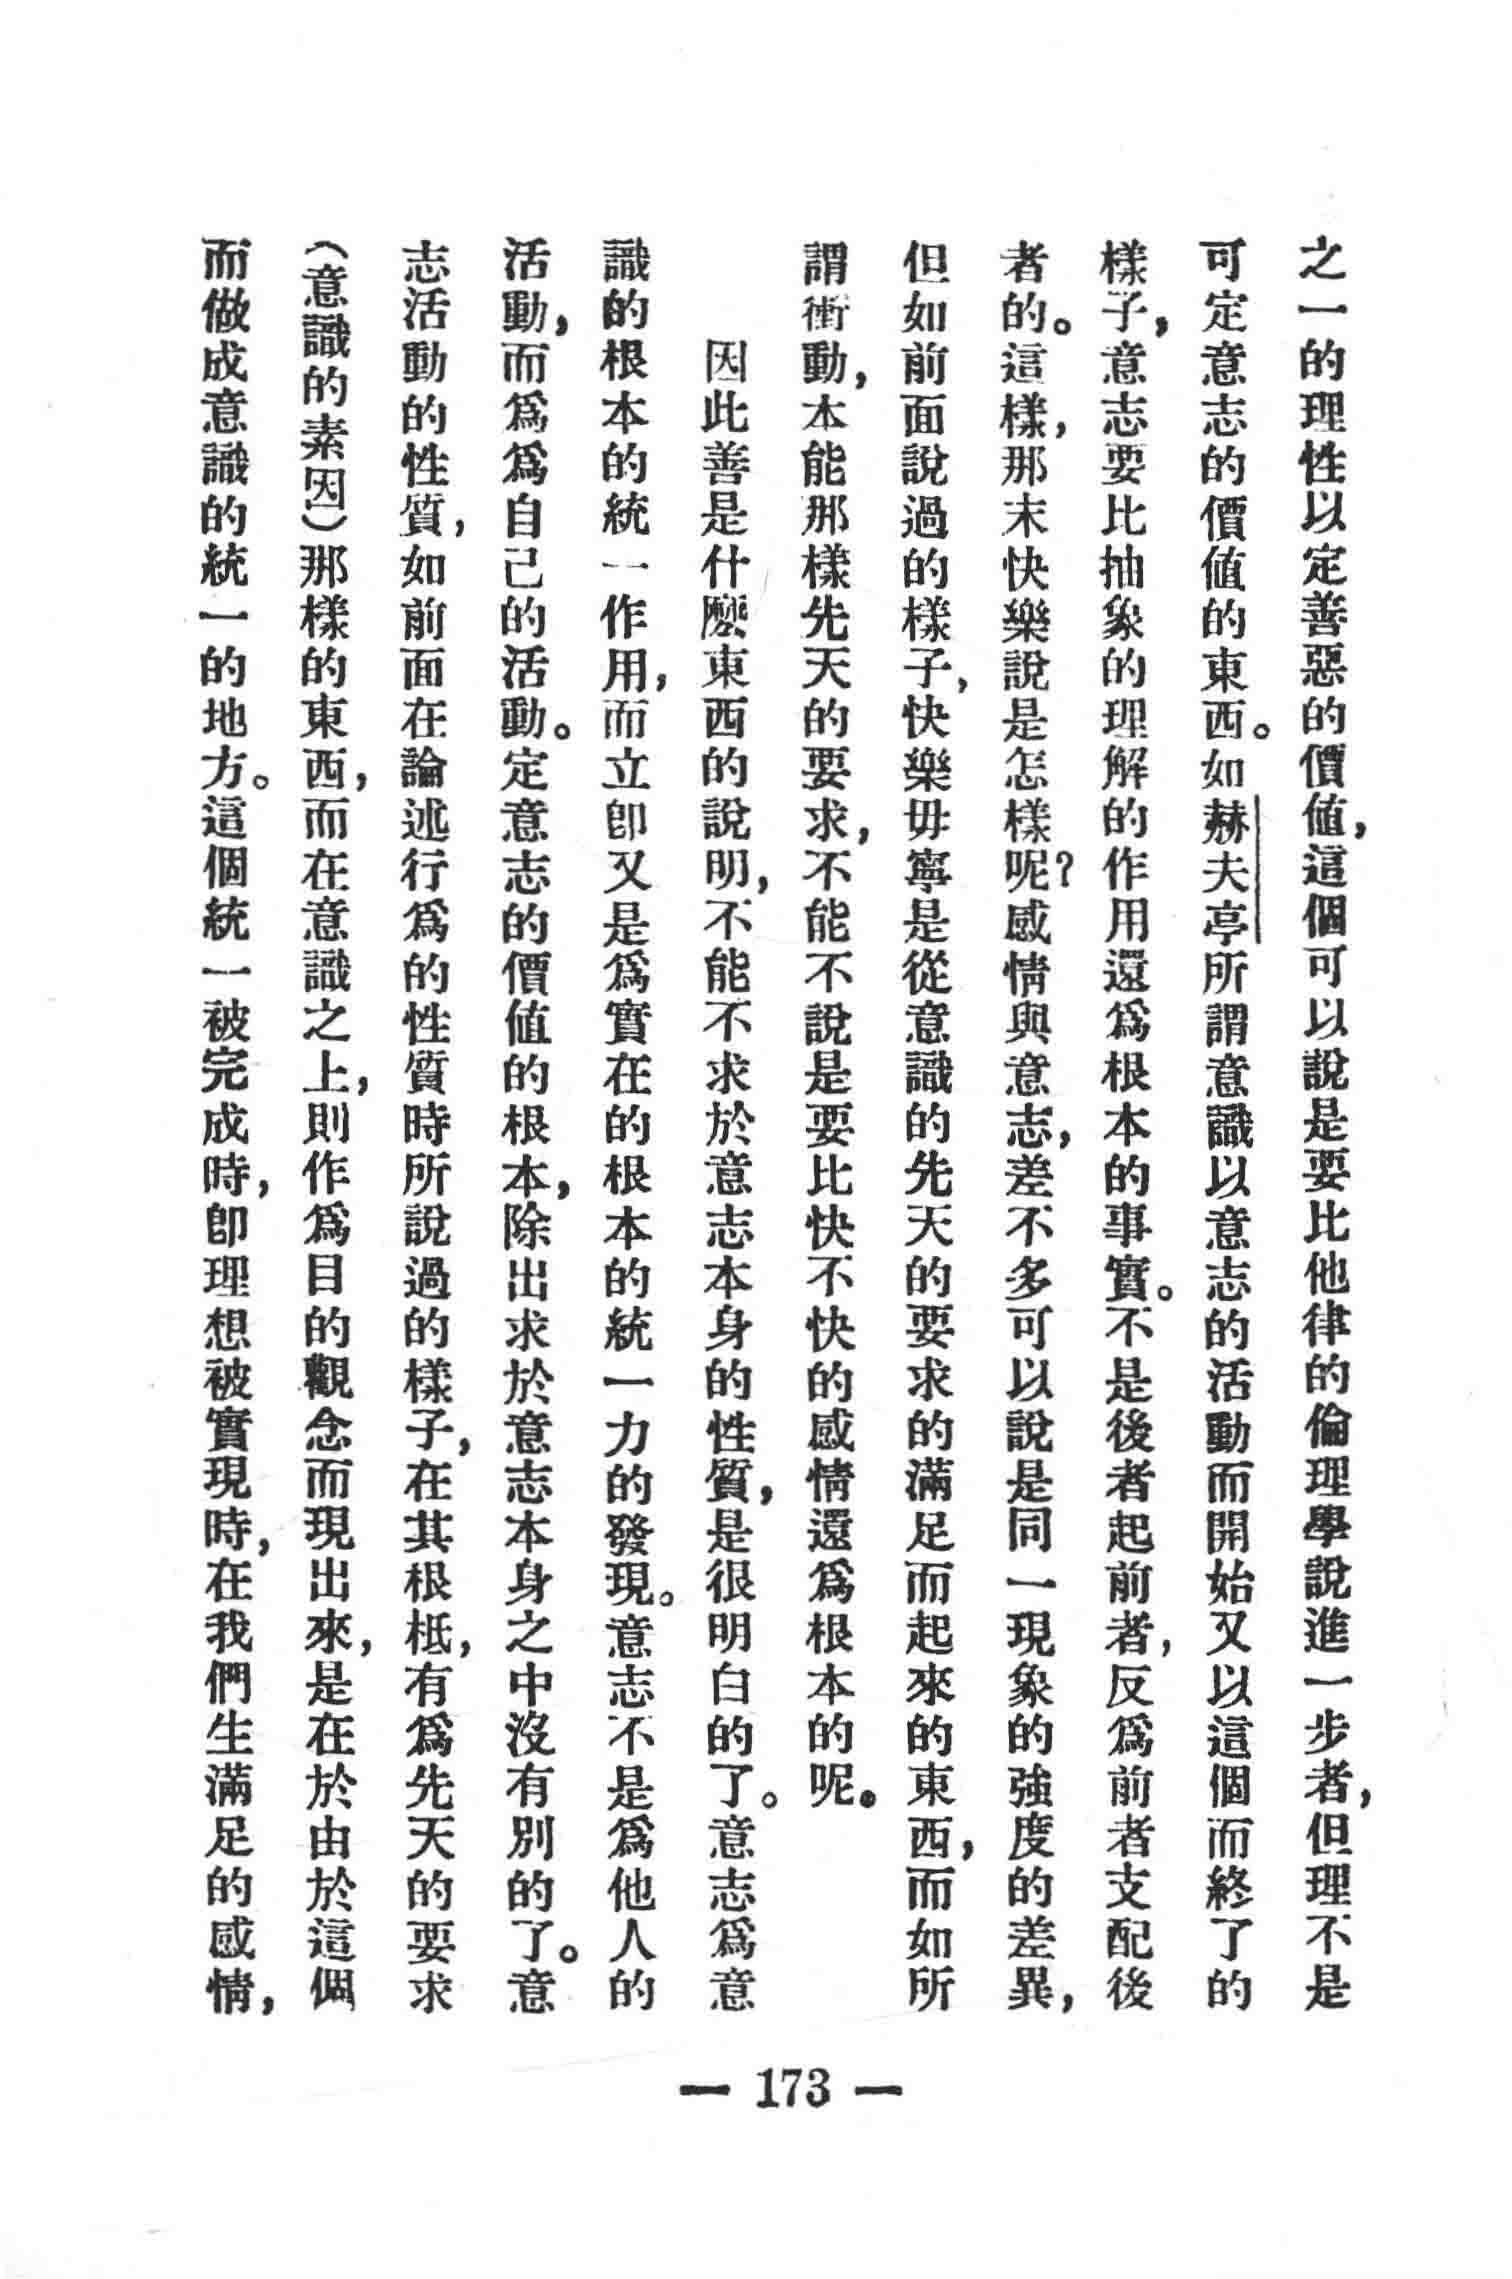 之一的理性以定善惡的價値，這個可以說是要比他律的倫理學說進一步者，但理不是
可定意志的價値的東西。如赫夫亭所謂意識以意志的活動而開始又以這個而終了的
樣子，意志要比抽象的理解的作用還爲根本的事實。不是後者起前者，反爲前者支配後
者的。這樣，那末快樂說是怎樣呢？感情與意志，差不多可以說是同一現象的強度的差異，
但如前面說過的樣子，快樂毋寧是從意識的先天的要求的滿足而起來的東西，而如所
謂衝動，本能那樣先天的要求，不能不說是要比快不快的感情還爲根本的呢。
因此善是什麼東西的說明，不能不求於意志本身的性質，是很明白的了。意志爲意
識的根本的統一作用，而立卽又是爲實在的根本的統一力的發現。意志不是爲他人的
活動，而爲爲自己的活動。定意志的價値的根本，除出求於意志本身之中沒有別的了。意
志活動的性質，如前面在論述行爲的性質時所說過的樣子，在其根柢，有爲先天的要求
（意識的素因）那樣的東西，而在意識之上，則作爲目的觀念而現出來，是在於由於這個
而做成意識的統一的地方。這個統一被完成時，卽理想被實現時，在我們生滿足的感情，
— 173 —